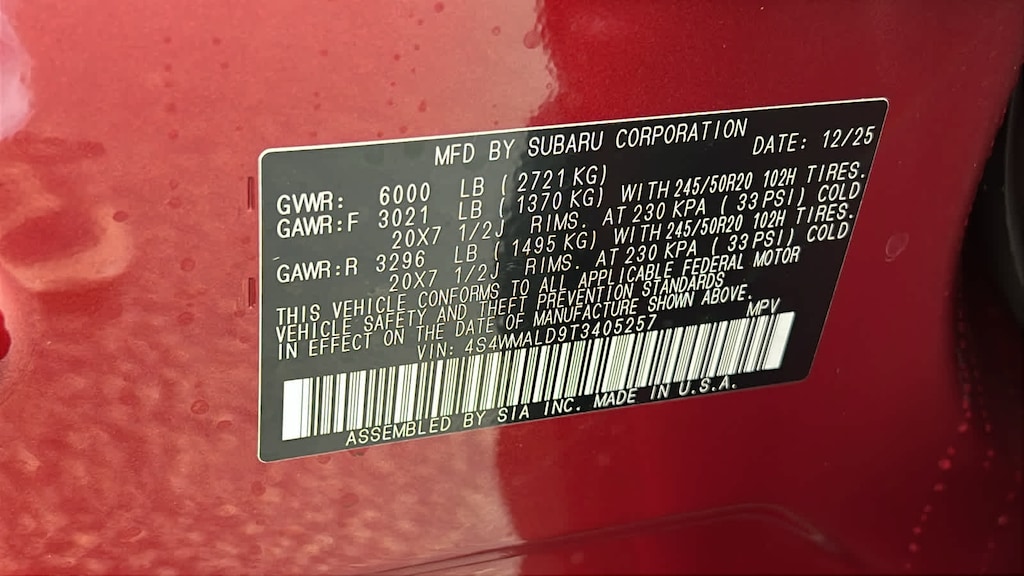 MFD BY SUBARU CORPORATION DATE: 12/25
GVWR: 6000 LB ( 2721 KG)
GAWR:F 3021 LB ( 1370 KG) WITH 245/50R20 102H TIRES.
20X7 1/2J RIMS. AT 230 KPA ( 33 PSI) COLD
GAWR:R 3296 LB ( 1495 KG) WITH 245/50R20 102H TIRES.
20X7 1/2J RIMS. AT 230 KPA ( 33 PSI) COLD
THIS VEHICLE CONFORMS TO ALL APPLICABLE FEDERAL MOTOR
VEHICLE SAFETY AND THEFT PREVENTION STANDARDS
IN EFFECT ON THE DATE OF MANUFACTURE SHOWN ABOVE.
VIN: 4S4WMALD9T3405257 MPV
ASSEMBLED BY SIA INC. MADE IN U.S.A.